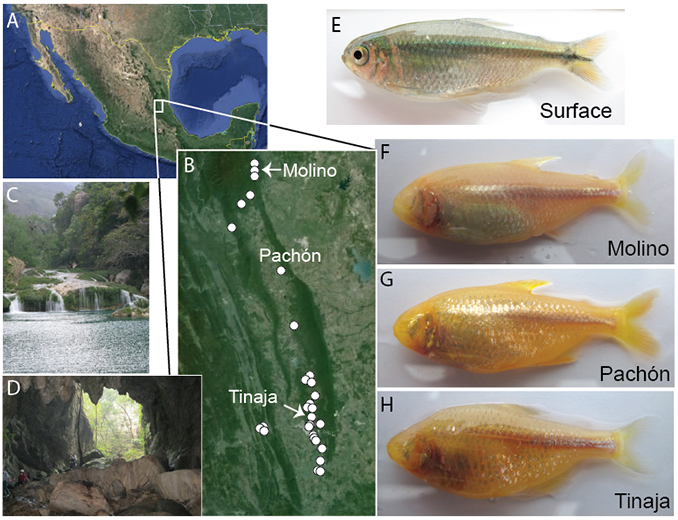 A
E
Surface
B
Molino
F
Molino
C
Pachón
G
Pachón
D
Tinaja
H
Tinaja